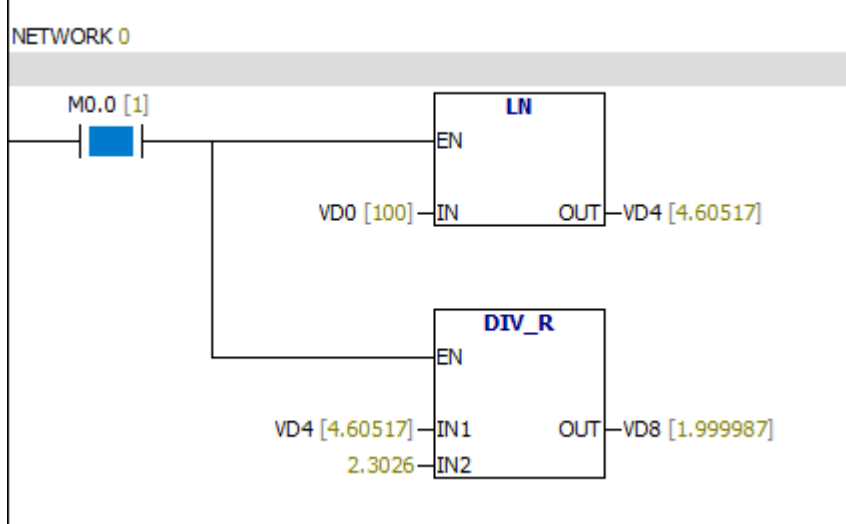 NETWORK 0
M0.0 [1]
LN
EN
VD0 [100] IN OUT VD4 [4.60517]
DIV_R
EN
VD4 [4.60517] IN1 OUT VD8 [1.999987]
2.3026 IN2